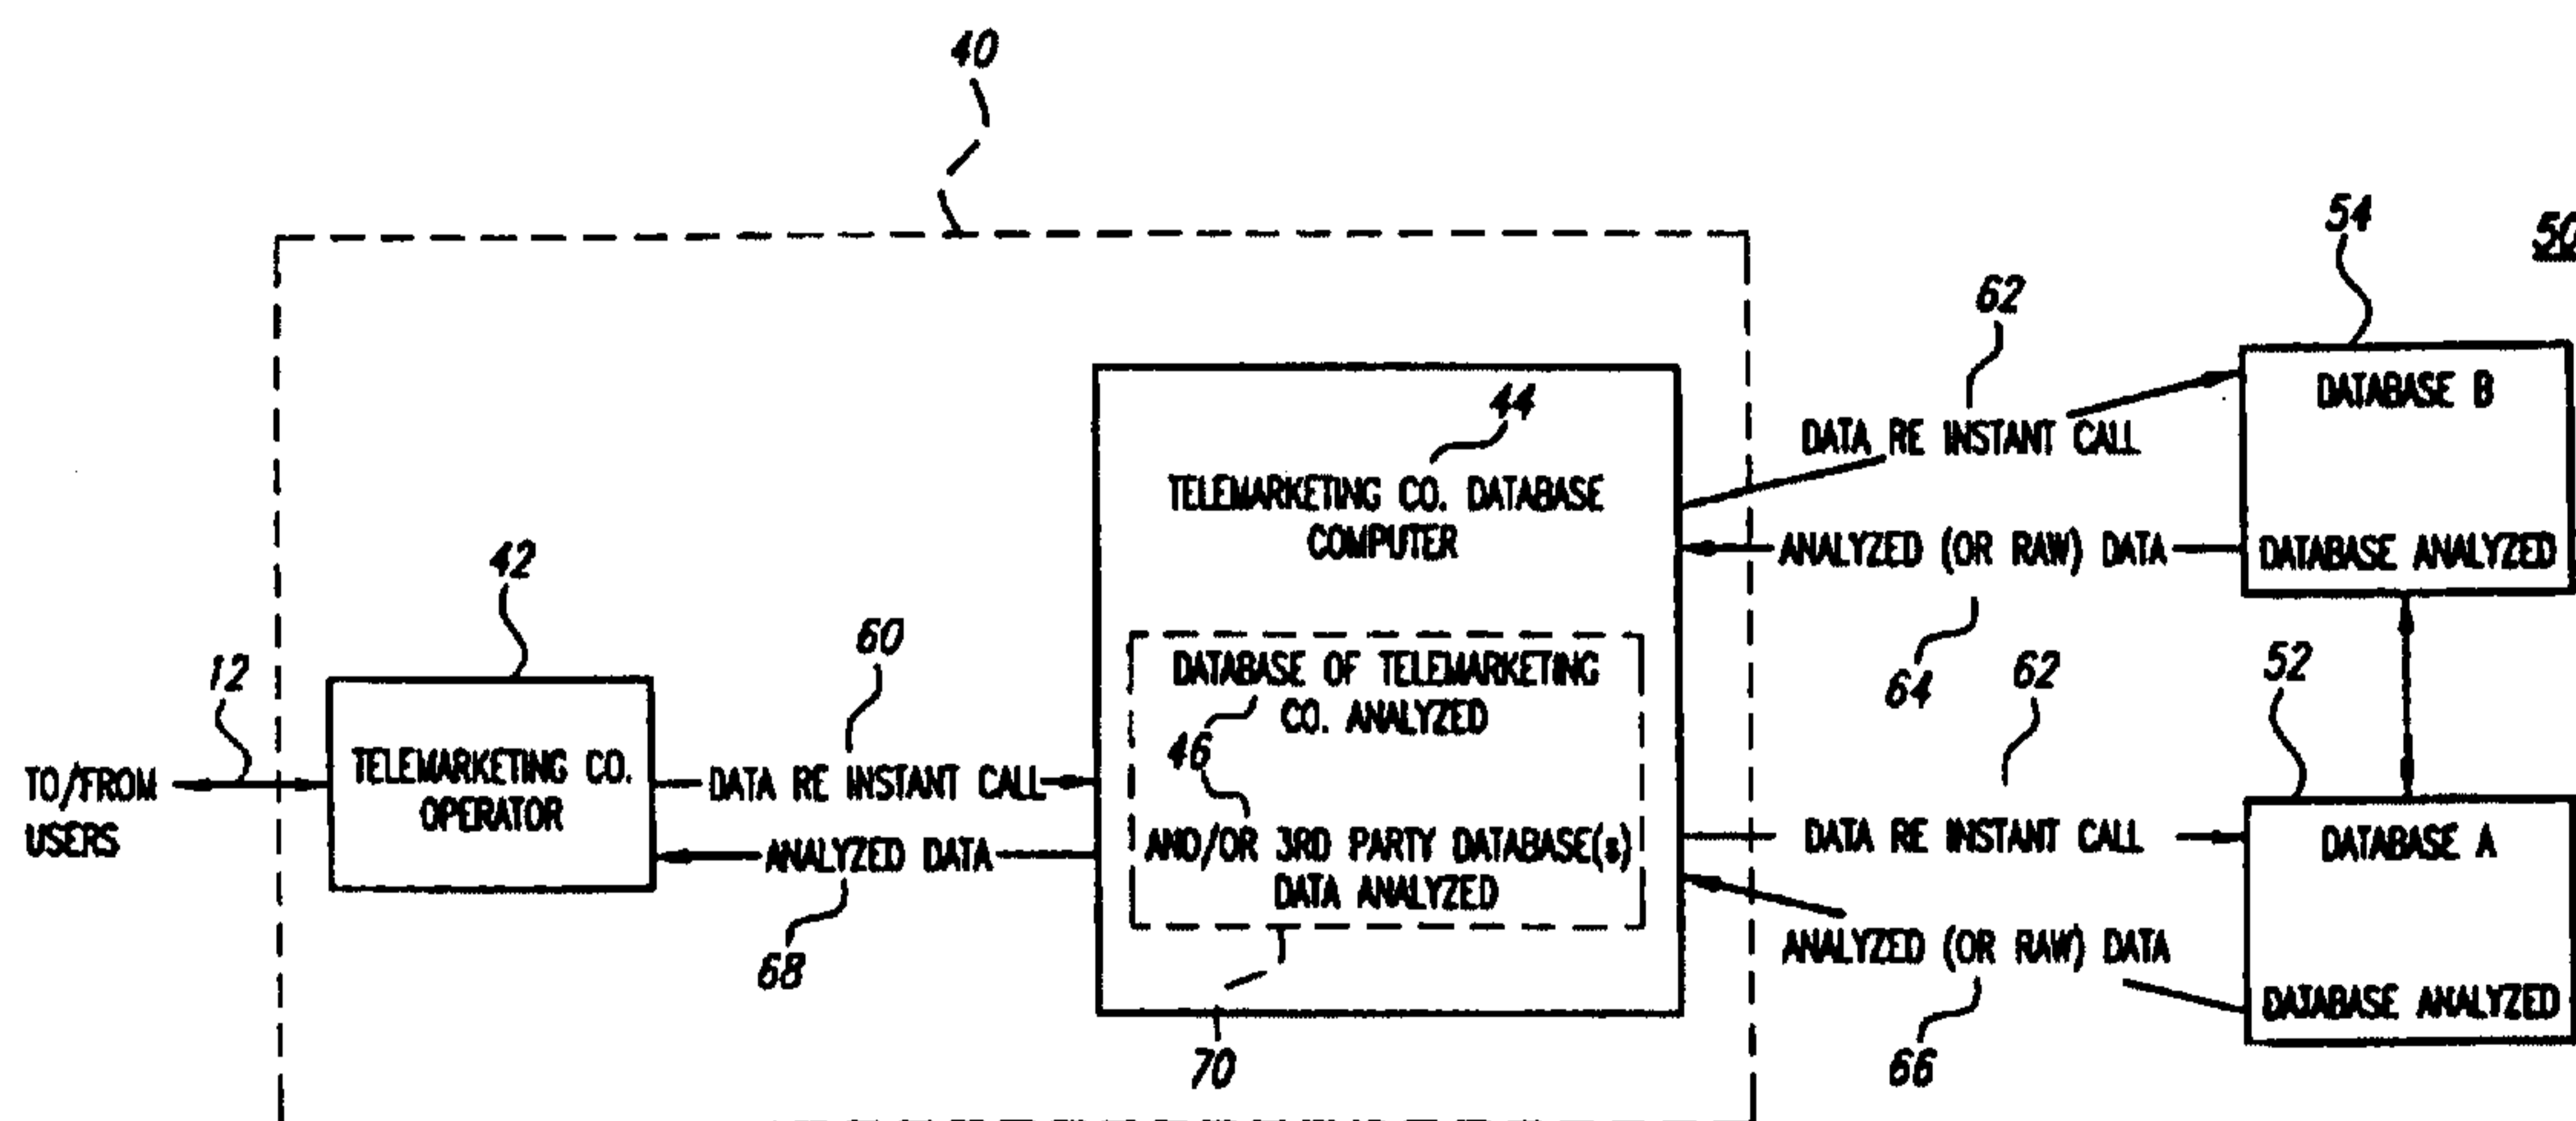 40
54
50
62
DATABASE B
44
DATA RE INSTANT CALL
TELEMARKETING CO. DATABASE
COMPUTER
ANALYZED (OR RAW) DATA
DATABASE ANALYZED
42
60
64
62
52
12
DATABASE OF TELEMARKETING
CO. ANALYZED
46
TO/FROM
USERS
TELEMARKETING CO.
OPERATOR
DATA RE INSTANT CALL
ANALYZED DATA
AND/OR 3RD PARTY DATABASE(s)
DATA ANALYZED
DATA RE INSTANT CALL
DATABASE A
68
ANALYZED (OR RAW) DATA
DATABASE ANALYZED
70
66